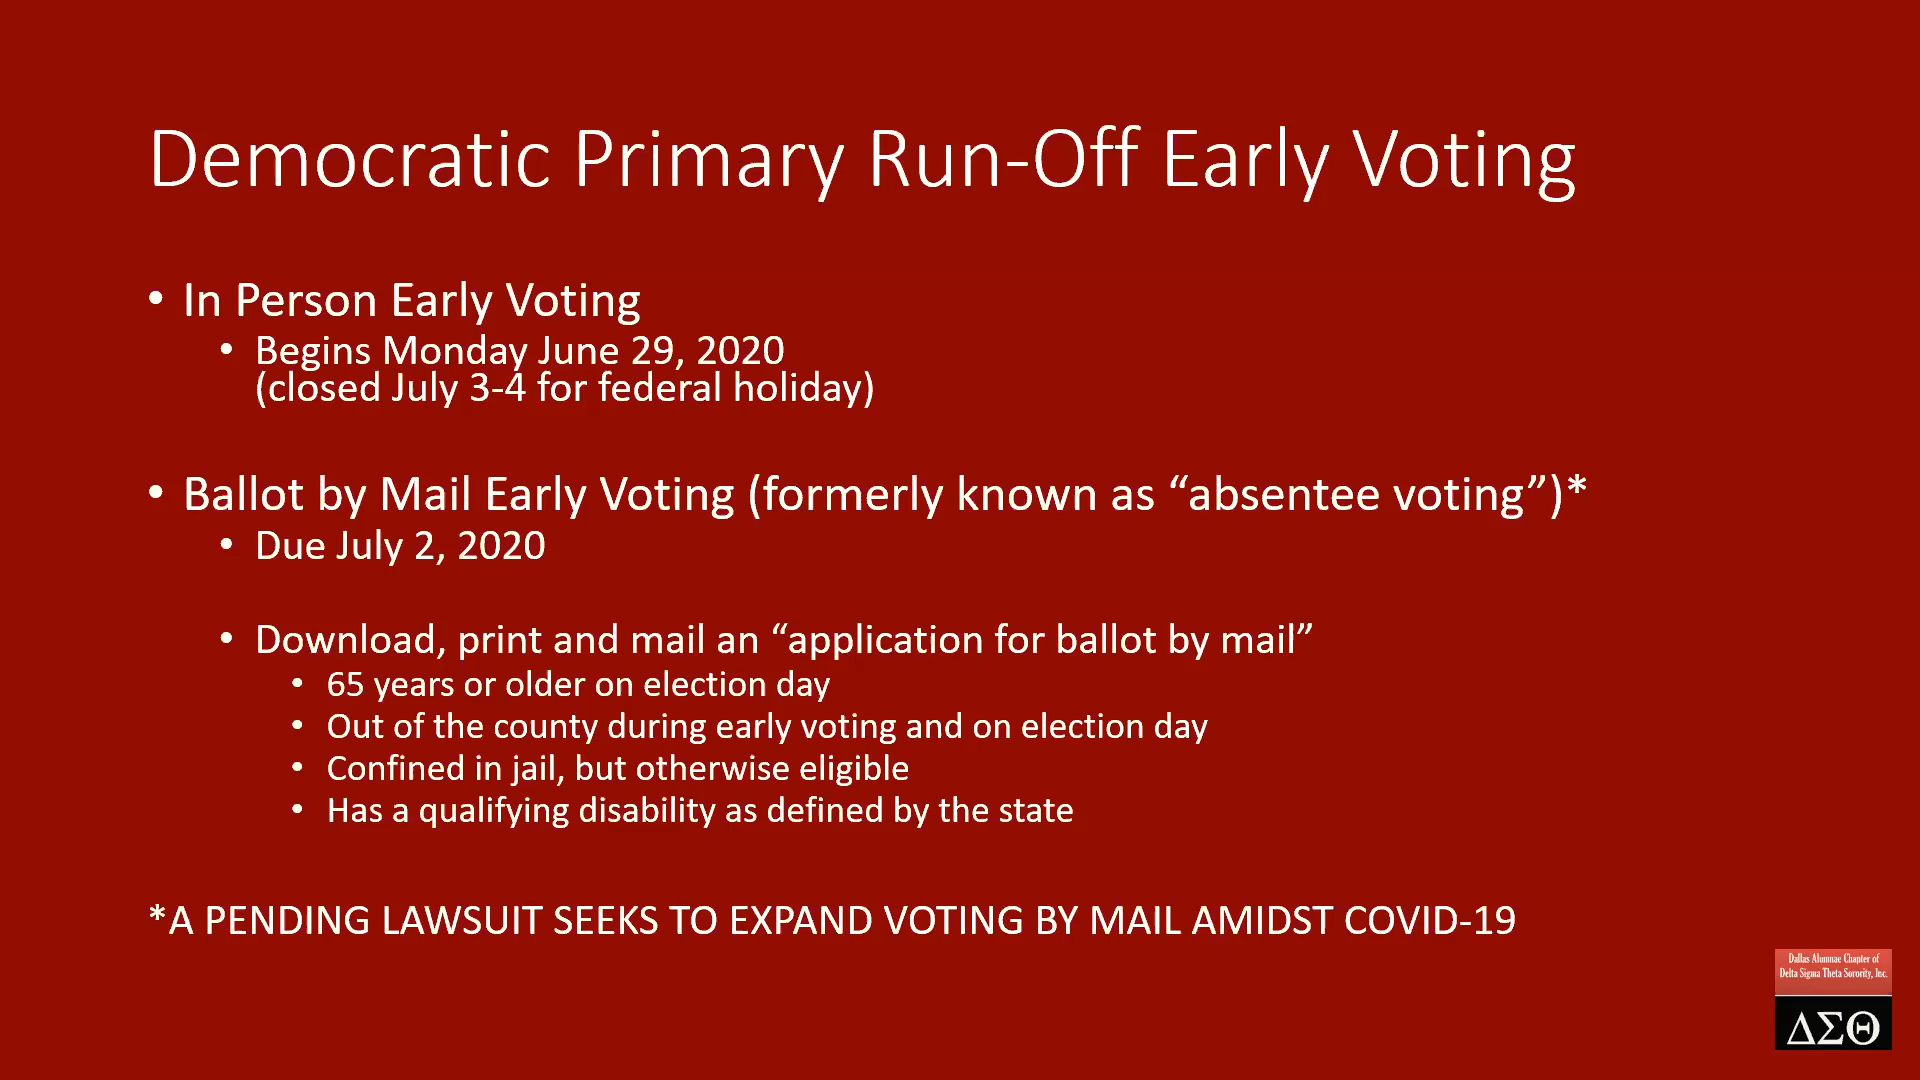 Democratic Primary Run-Off Early Voting
• In Person Early Voting
• Begins Monday June 29, 2020
(closed July 3-4 for federal holiday)
• Ballot by Mail Early Voting (formerly known as “absentee voting”)*
• Due July 2, 2020
• Download, print and mail an “application for ballot by mail”
• 65 years or older on election day
• Out of the county during early voting and on election day
• Confined in jail, but otherwise eligible
• Has a qualifying disability as defined by the state
*A PENDING LAWSUIT SEEKS TO EXPAND VOTING BY MAIL AMIDST COVID-19
Dallas Alumnae Chapter of
Delta Sigma Theta Sorority, Inc.
ΔΣΘ